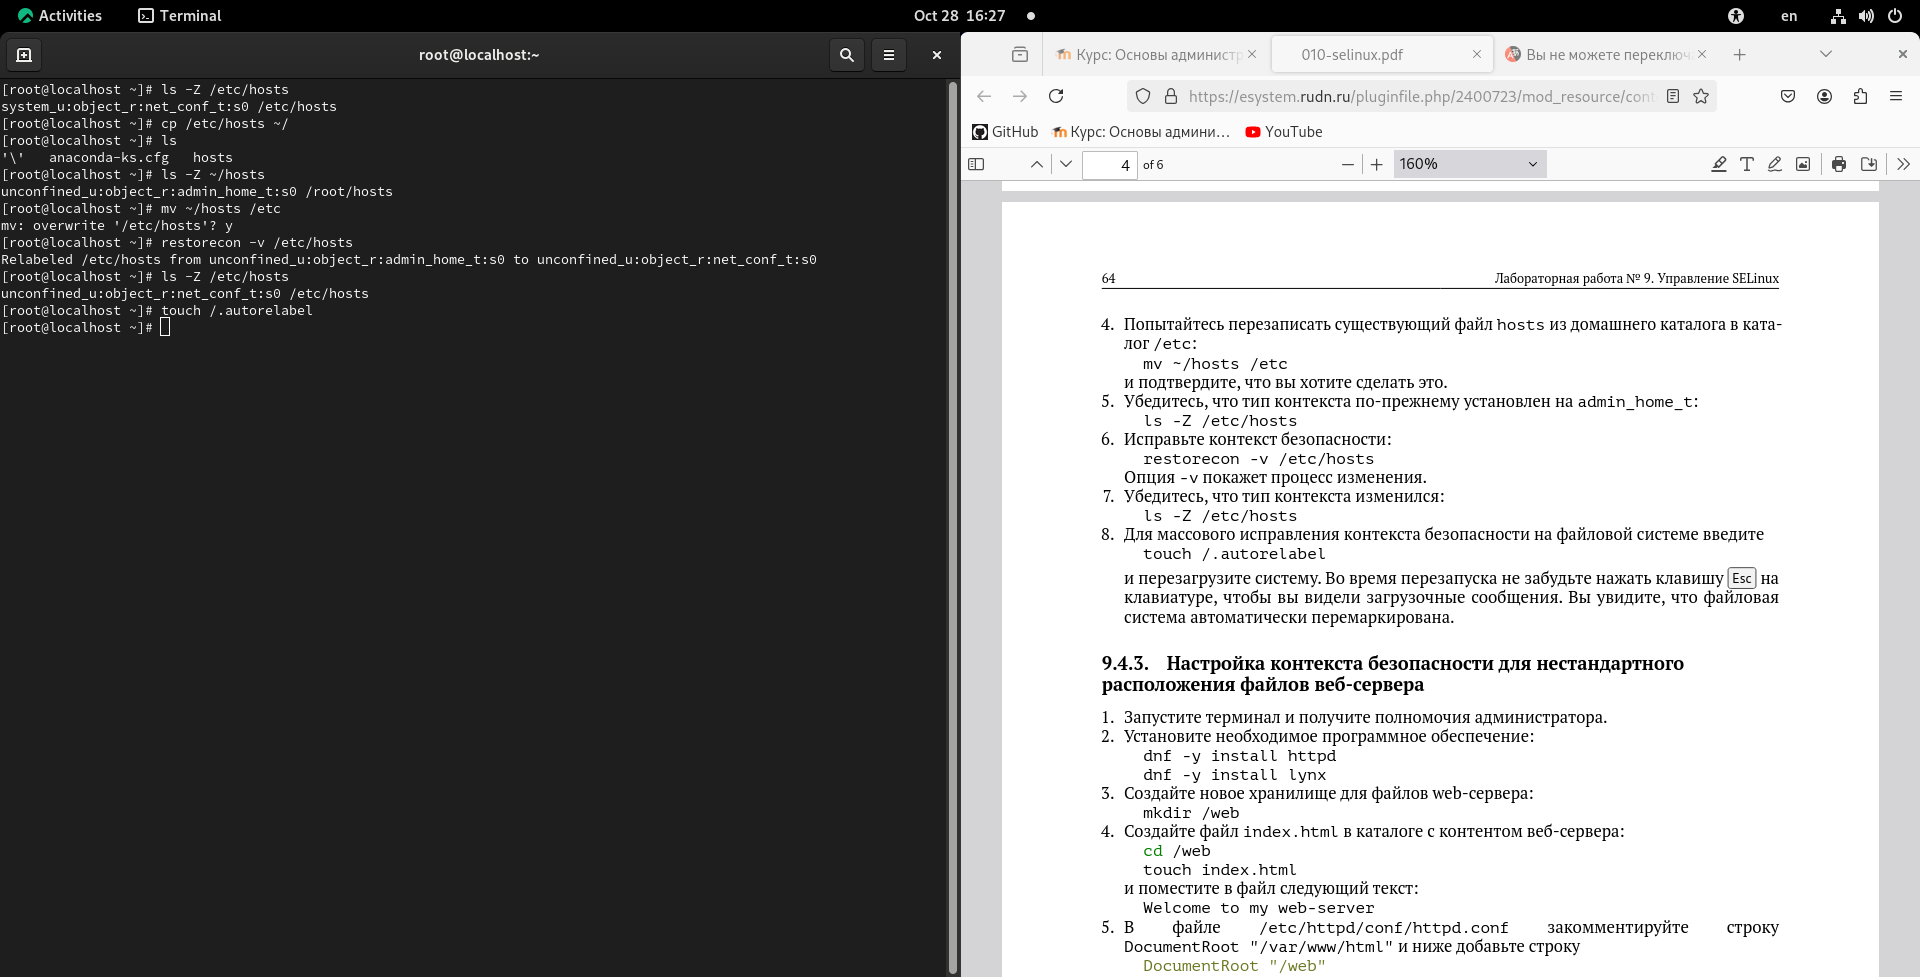 Activities
Terminal
Oct 28 16:27
en
root@localhost:~
[root@localhost ~]# ls -Z /etc/hosts
system_u:object_r:net_conf_t:s0 /etc/hosts
[root@localhost ~]# cp /etc/hosts ~/
[root@localhost ~]# ls
'\'   anaconda-ks.cfg   hosts
[root@localhost ~]# ls -Z ~/hosts
unconfined_u:object_r:admin_home_t:s0 /root/hosts
[root@localhost ~]# mv ~/hosts /etc
mv: overwrite '/etc/hosts'? y
[root@localhost ~]# restorecon -v /etc/hosts
Relabeled /etc/hosts from unconfined_u:object_r:admin_home_t:s0 to unconfined_u:object_r:net_conf_t:s0
[root@localhost ~]# ls -Z /etc/hosts
unconfined_u:object_r:net_conf_t:s0 /etc/hosts
[root@localhost ~]# touch /.autorelabel
[root@localhost ~]#
Курс: Основы администр
010-selinux.pdf
Вы не можете переключ
https://esystem.rudn.ru/pluginfile.php/2400723/mod_resource/cont
GitHub
Курс: Основы админи...
YouTube
4 of 6
160%
64 Лабораторная работа № 9. Управление SELinux
4. Попытайтесь перезаписать существующий файл hosts из домашнего каталога в ката-
лог /etc:
mv ~/hosts /etc
и подтвердите, что вы хотите сделать это.
5. Убедитесь, что тип контекста по-прежнему установлен на admin_home_t:
ls -Z /etc/hosts
6. Исправьте контекст безопасности:
restorecon -v /etc/hosts
Опция -v покажет процесс изменения.
7. Убедитесь, что тип контекста изменился:
ls -Z /etc/hosts
8. Для массового исправления контекста безопасности на файловой системе введите
touch /.autorelabel
и перезагрузите систему. Во время перезапуска не забудьте нажать клавишу Esc на
клавиатуре, чтобы вы видели загрузочные сообщения. Вы увидите, что файловая
система автоматически перемаркирована.
9.4.3. Настройка контекста безопасности для нестандартного
расположения файлов веб-сервера
1. Запустите терминал и получите полномочия администратора.
2. Установите необходимое программное обеспечение:
dnf -y install httpd
dnf -y install lynx
3. Создайте новое хранилище для файлов web-сервера:
mkdir /web
4. Создайте файл index.html в каталоге с контентом веб-сервера:
cd /web
touch index.html
и поместите в файл следующий текст:
Welcome to my web-server
5. В файле /etc/httpd/conf/httpd.conf закомментируйте строку
DocumentRoot "/var/www/html" и ниже добавьте строку
DocumentRoot "/web"